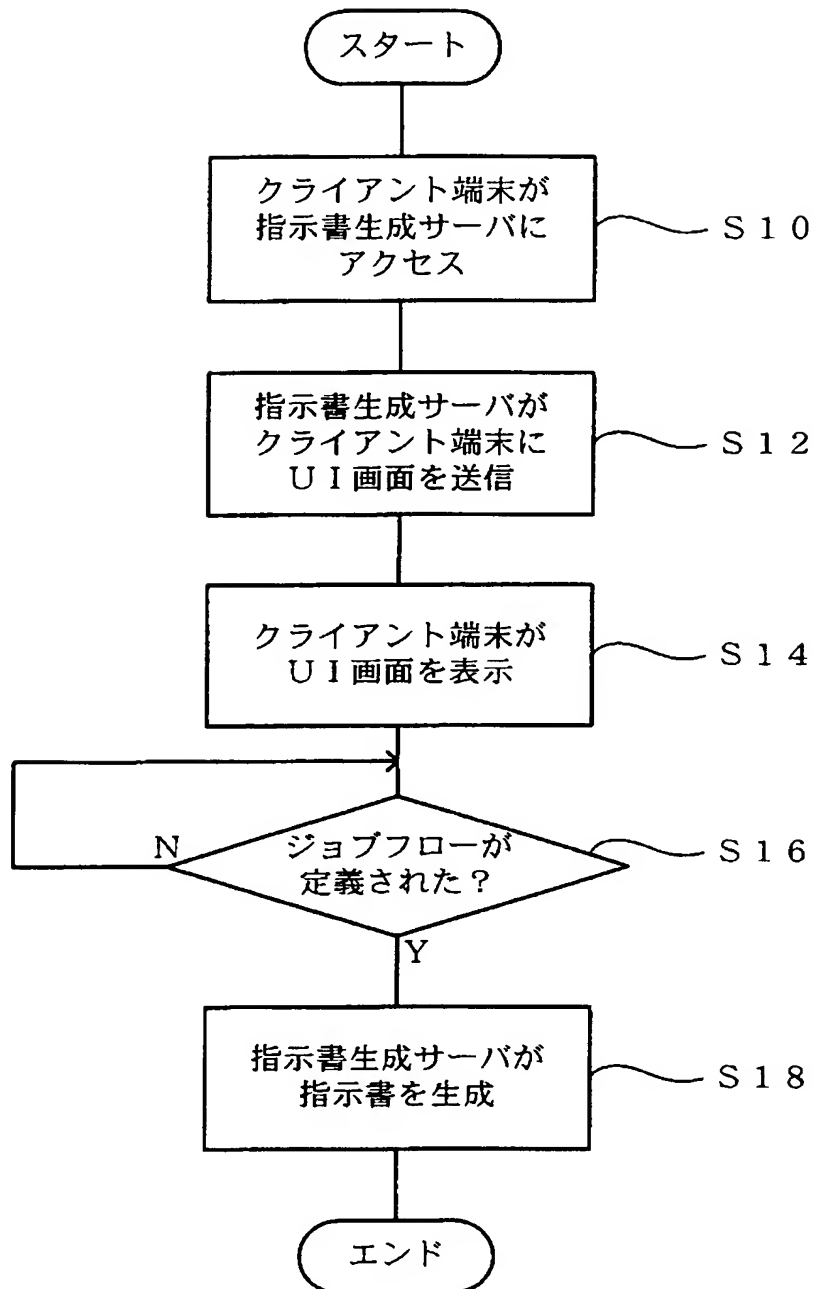 スタート
クライアント端末が
指示書生成サーバに
アクセス
S10
指示書生成サーバが
クライアント端末に
UI画面を送信
S12
クライアント端末が
UI画面を表示
S14
N
ジョブフローが
定義された?
S16
Y
指示書生成サーバが
指示書を生成
S18
エンド